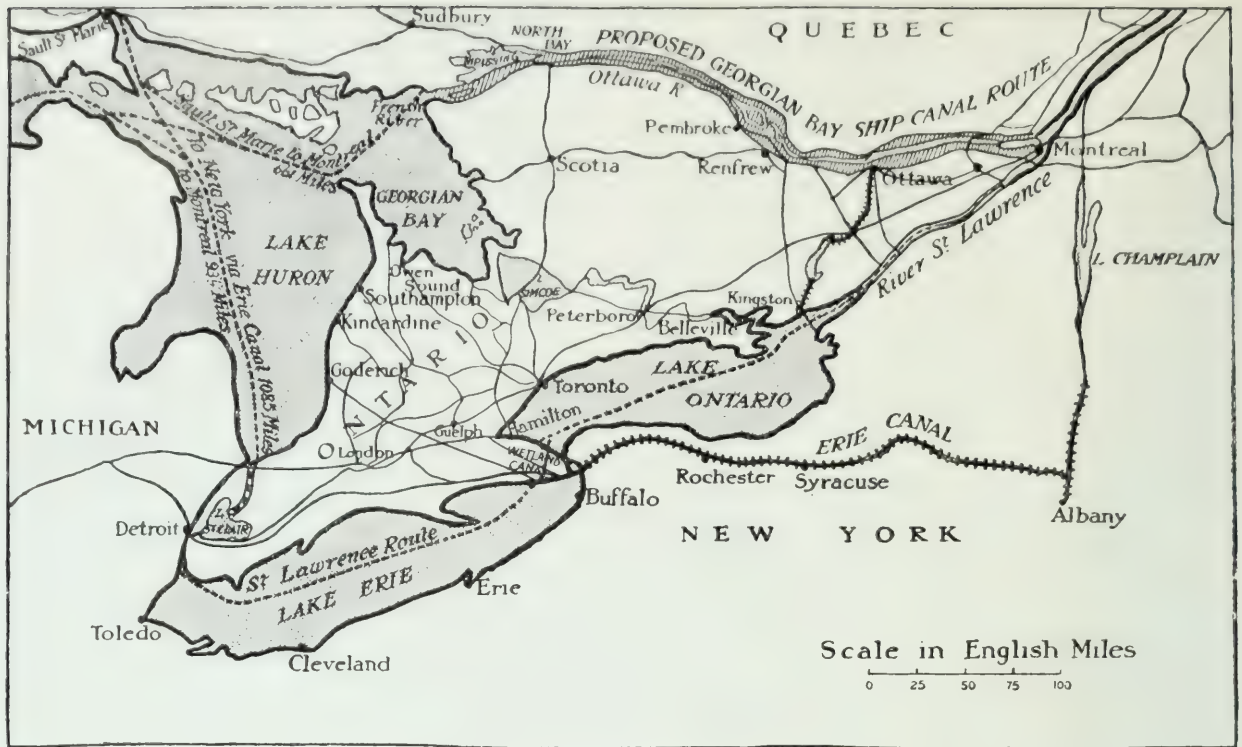 Sudbury
NORTH BAY
PROPOSED GEORGIAN BAY SHIP CANAL ROUTE
QUEBEC
Sault St Marie
NIPISSING
Ottawa R
French River
Sault St Marie to Montreal
Miles
Pembroke
Renfrew
Scotia
Ottawa
Montreal
GEORGIAN BAY
LAKE HURON
To New York via Erie Canal 1085 Miles
to Montreal
Miles
River St Lawrence
L. CHAMPLAIN
Owen Sound
L SIMCOE
Southampton
Kincardine
Peterboro
Belleville
Kingston
Goderich
ONTARIO
Toronto
LAKE ONTARIO
MICHIGAN
Hamilton
Guelph
London
WETLAND CANAL
ERIE CANAL
Rochester
Syracuse
Buffalo
Albany
Detroit
L. ST CLAIR
NEW YORK
St Lawrence Route
LAKE ERIE
Erie
Toledo
Cleveland
Scale in English Miles
0 25 50 75 100